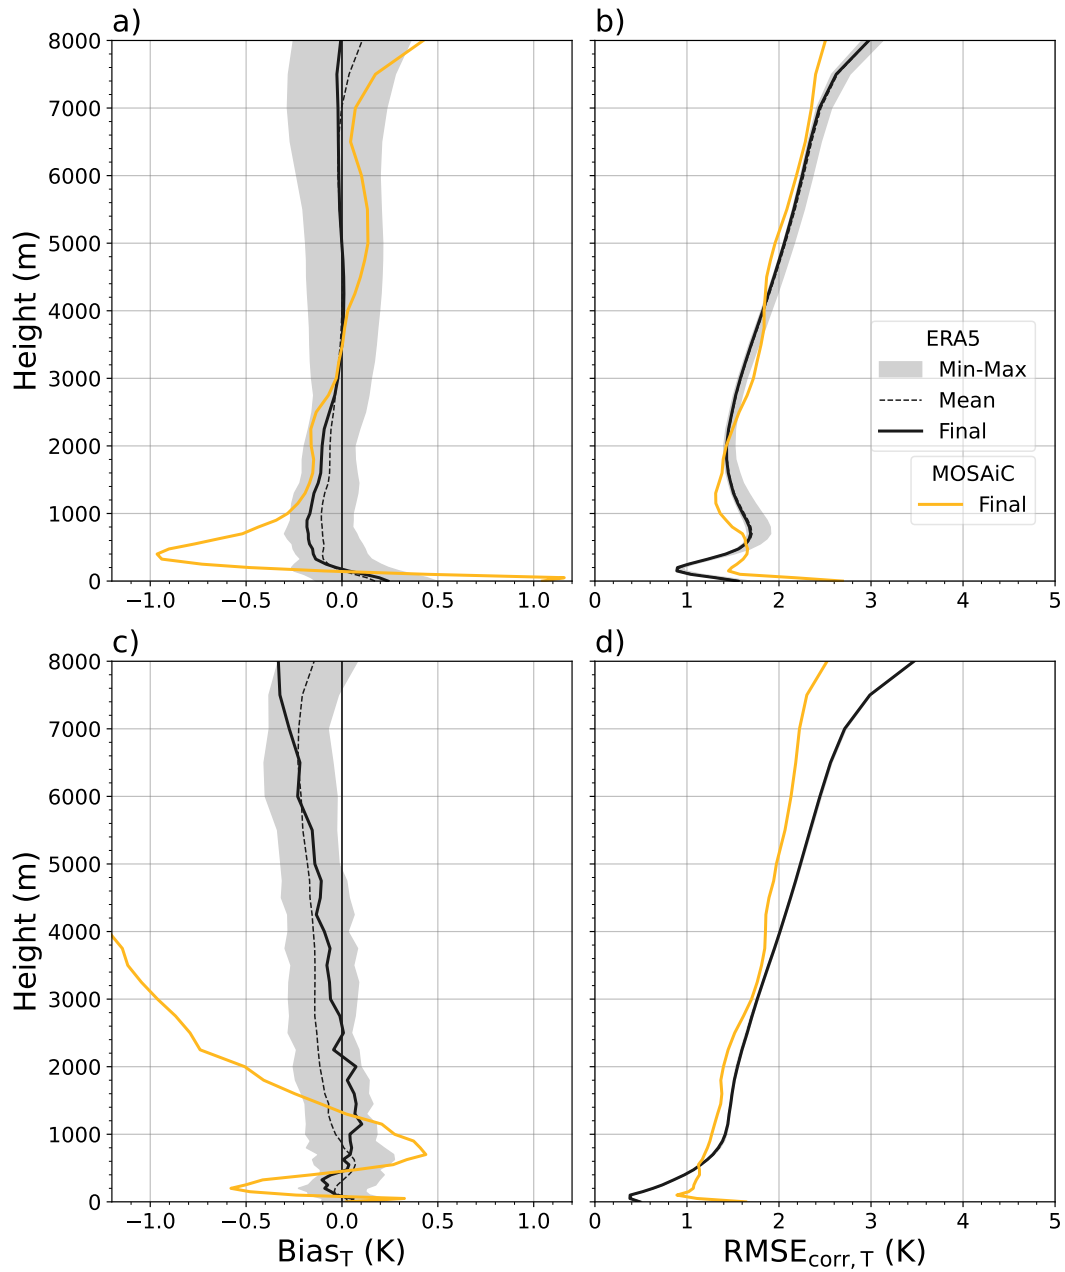 a)
b)
8000
7000
6000
5000
4000
3000
2000
1000
0
Height (m)
−1.0 −0.5 0.0 0.5 1.0
0 1 2 3 4 5
ERA5
Min-Max
Mean
Final
MOSAiC
Final
c)
d)
8000
7000
6000
5000
4000
3000
2000
1000
0
Height (m)
−1.0 −0.5 0.0 0.5 1.0
0 1 2 3 4 5
Bias_T (K)
RMSE_corr, T (K)